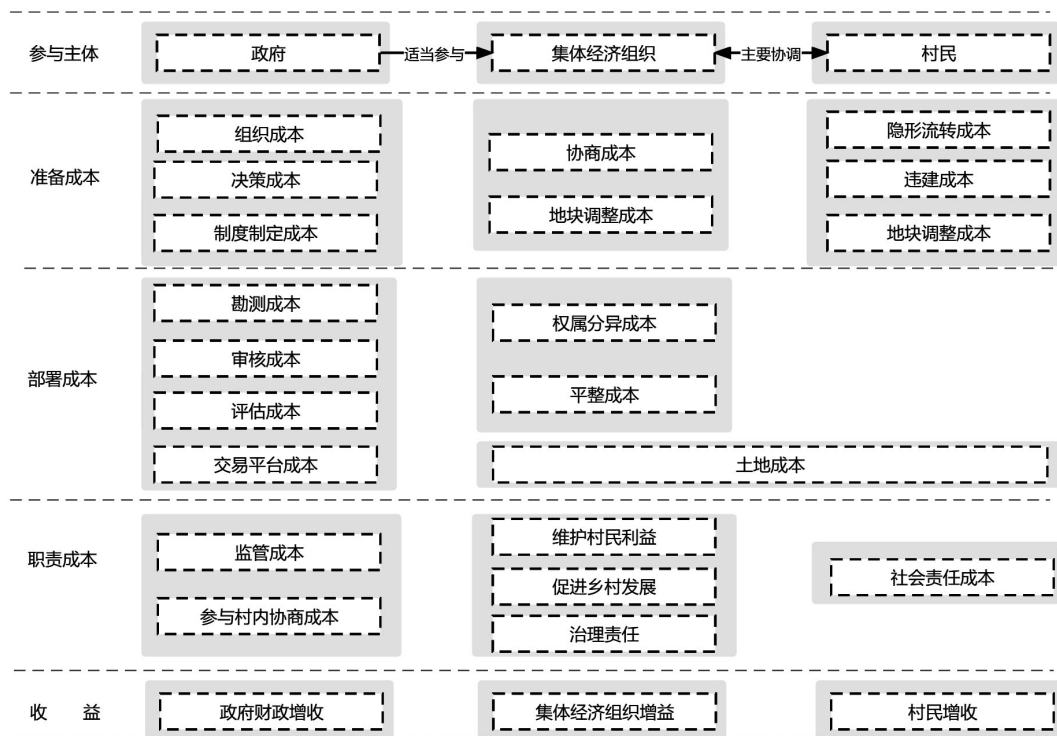 参与主体
政府
适当参与
集体经济组织
主要协调
村民
准备成本
组织成本
决策成本
制度制定成本
协商成本
地块调整成本
隐形流转成本
违建成本
地块调整成本
部署成本
勘测成本
审核成本
评估成本
交易平台成本
权属分异成本
平整成本
土地成本
职责成本
监管成本
参与村内协商成本
维护村民利益
促进乡村发展
治理责任
社会责任成本
收 益
政府财政增收
集体经济组织增益
村民增收